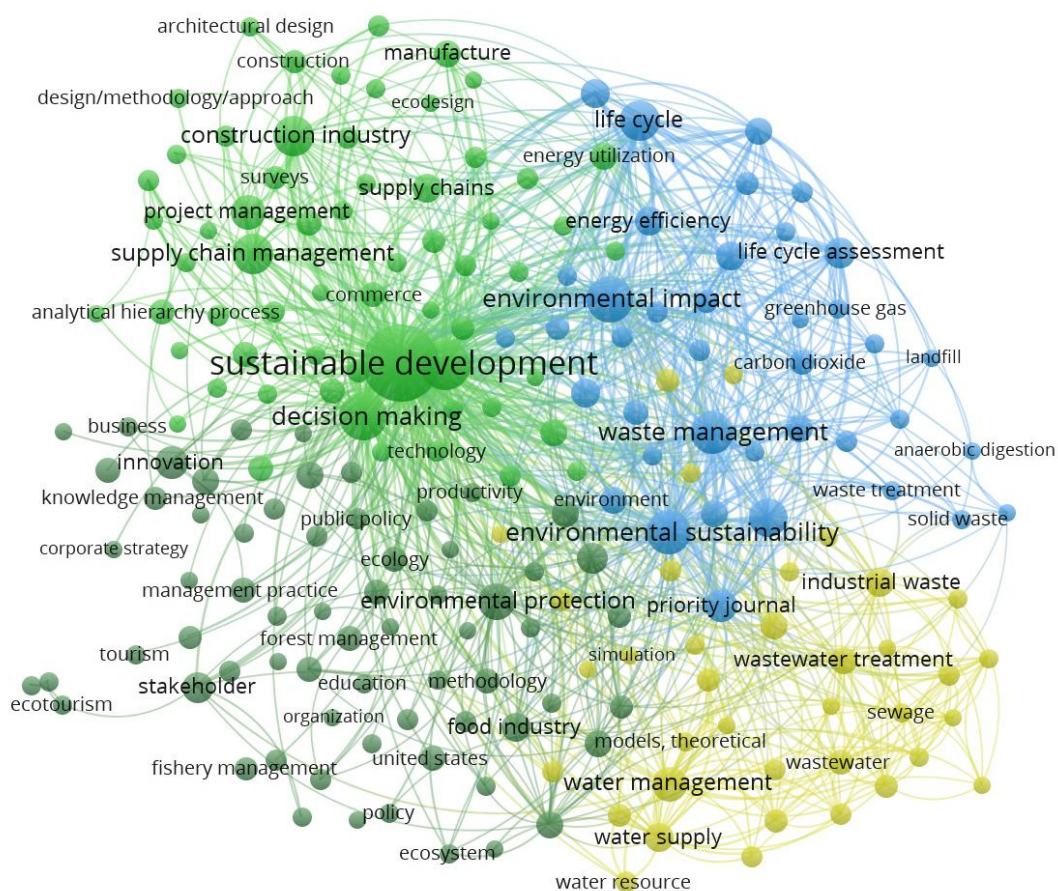 architectural design
manufacture
construction
design/methodology/approach
ecodesign
life cycle
construction industry
energy utilization
surveys
supply chains
project management
energy efficiency
supply chain management
life cycle assessment
commerce
environmental impact
analytical hierarchy process
greenhouse gas
sustainable development
carbon dioxide
landfill
decision making
business
waste management
technology
anaerobic digestion
innovation
knowledge management
productivity
environment
waste treatment
public policy
solid waste
corporate strategy
environmental sustainability
ecology
management practice
industrial waste
environmental protection
priority journal
forest management
tourism
simulation
wastewater treatment
stakeholder
education
methodology
ecotourism
organization
sewage
food industry
models, theoretical
united states
wastewater
fishery management
water management
policy
water supply
ecosystem
water resource